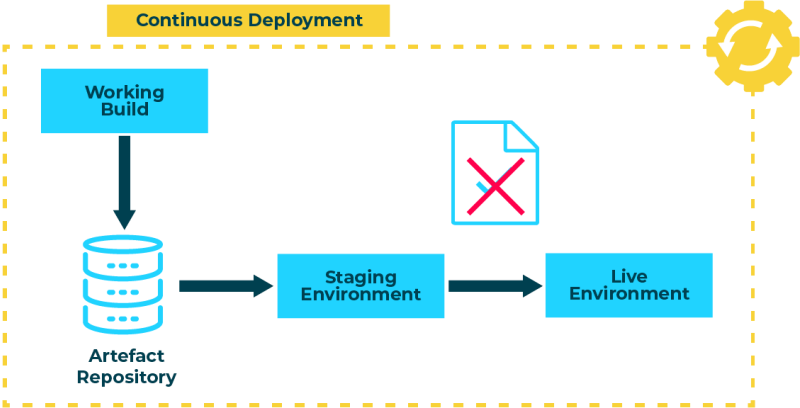 Continuous Deployment
Working
Build
Artefact
Repository
Staging
Environment
Live
Environment